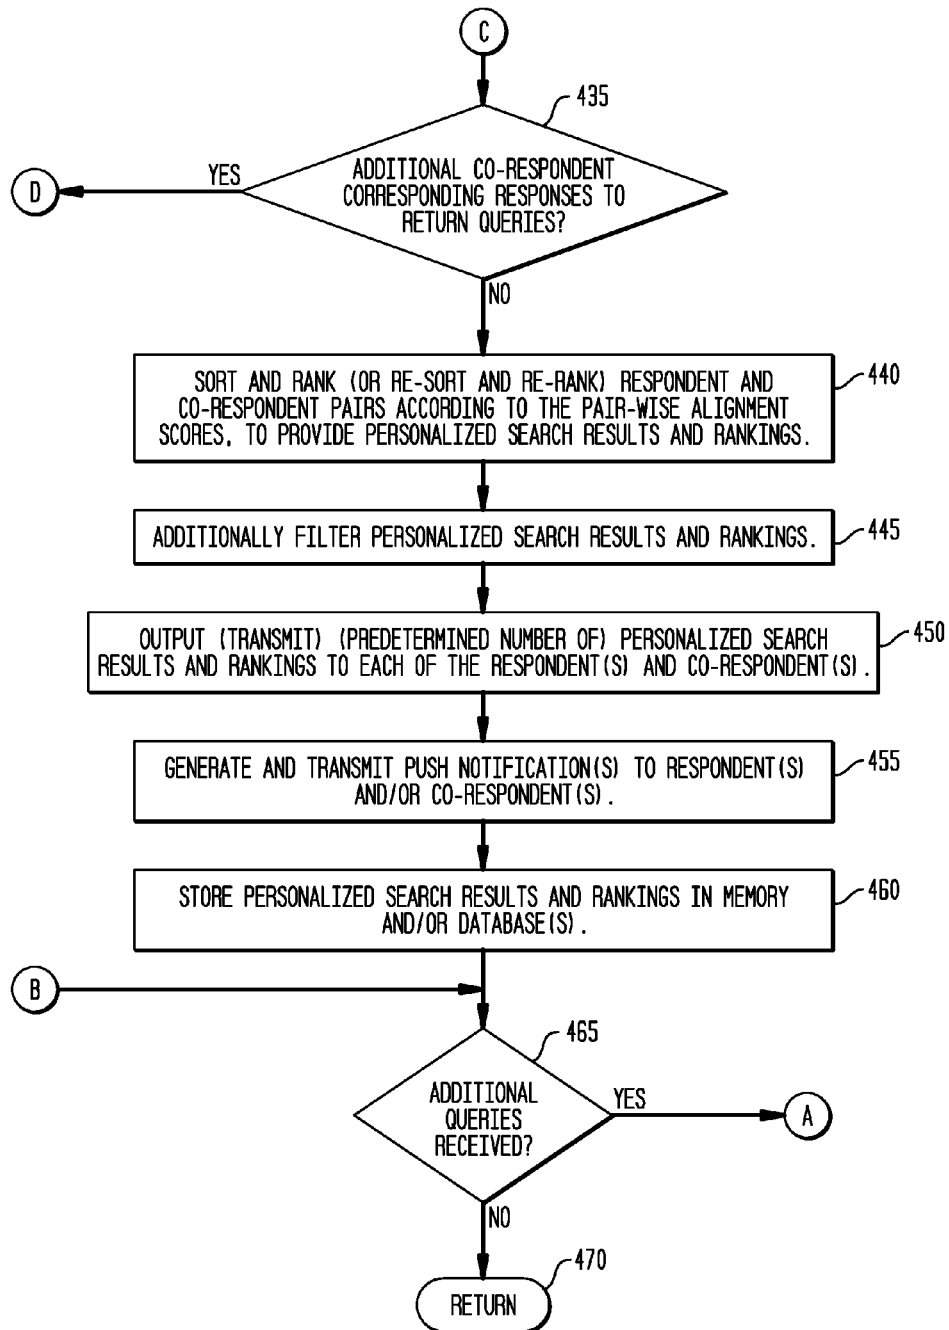 C
435
ADDITIONAL CO-RESPONDENT
CORRESPONDING RESPONSES TO
RETURN QUERIES?
YES
D
NO
SORT AND RANK (OR RE-SORT AND RE-RANK) RESPONDENT AND
CO-RESPONDENT PAIRS ACCORDING TO THE PAIR-WISE ALIGNMENT
SCORES, TO PROVIDE PERSONALIZED SEARCH RESULTS AND RANKINGS.
440
ADDITIONALLY FILTER PERSONALIZED SEARCH RESULTS AND RANKINGS.
445
OUTPUT (TRANSMIT) (PREDETERMINED NUMBER OF) PERSONALIZED SEARCH
RESULTS AND RANKINGS TO EACH OF THE RESPONDENT(S) AND CO-RESPONDENT(S).
450
GENERATE AND TRANSMIT PUSH NOTIFICATION(S) TO RESPONDENT(S)
AND/OR CO-RESPONDENT(S).
455
STORE PERSONALIZED SEARCH RESULTS AND RANKINGS IN MEMORY
AND/OR DATABASE(S).
460
B
465
ADDITIONAL
QUERIES
RECEIVED?
YES
A
NO
470
RETURN